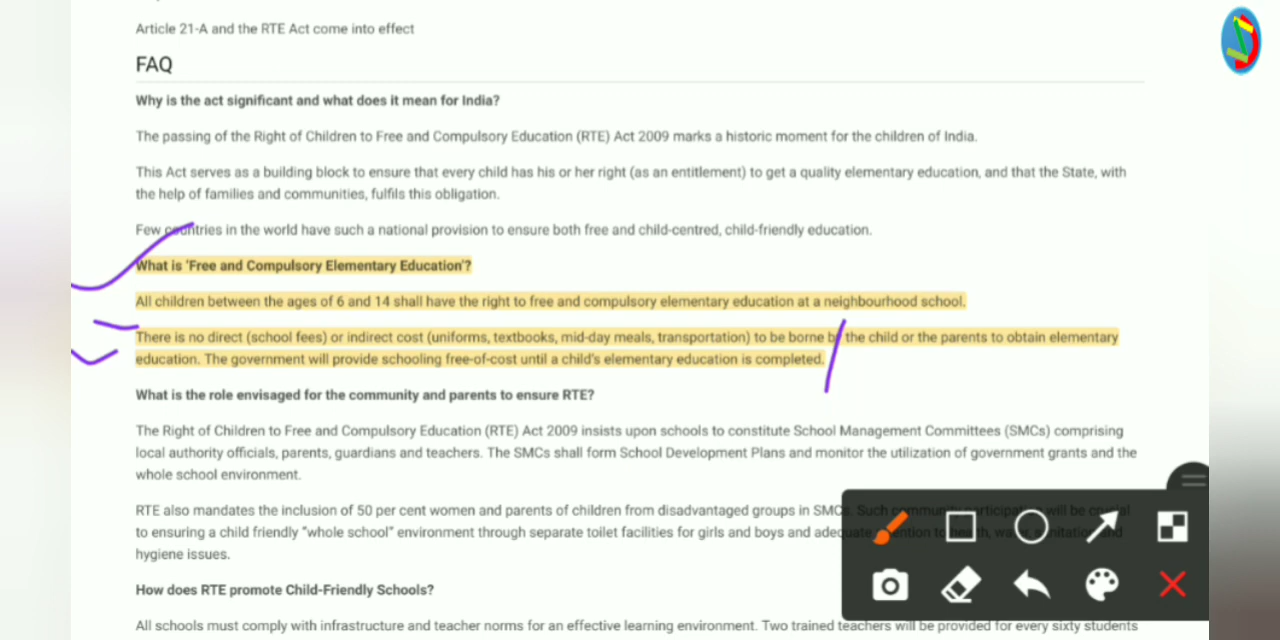 Article 21-A and the RTE Act come into effect
FAQ
Why is the act significant and what does it mean for India?
The passing of the Right of Children to Free and Compulsory Education (RTE) Act 2009 marks a historic moment for the children of India.
This Act serves as a building block to ensure that every child has his or her right (as an entitlement) to get a quality elementary education, and that the State, with
the help of families and communities, fulfils this obligation.
Few countries in the world have such a national provision to ensure both free and child-centred, child-friendly education.
What is 'Free and Compulsory Elementary Education'?
All children between the ages of 6 and 14 shall have the right to free and compulsory elementary education at a neighbourhood school.
There is no direct (school fees) or indirect cost (uniforms, textbooks, mid-day meals, transportation) to be borne by the child or the parents to obtain elementary
education. The government will provide schooling free-of-cost until a child's elementary education is completed.
What is the role envisaged for the community and parents to ensure RTE?
The Right of Children to Free and Compulsory Education (RTE) Act 2009 insists upon schools to constitute School Management Committees (SMCs) comprising
local authority officials, parents, guardians and teachers. The SMCs shall form School Development Plans and monitor the utilization of government grants and the
whole school environment.
RTE also mandates the inclusion of 50 per cent women and parents of children from disadvantaged groups in SMCs. Such community participation will be crucial
to ensuring a child friendly "whole school" environment through separate toilet facilities for girls and boys and adequate attention to health, water, sanitation and
hygiene issues.
How does RTE promote Child-Friendly Schools?
All schools must comply with infrastructure and teacher norms for an effective learning environment. Two trained teachers will be provided for every sixty students